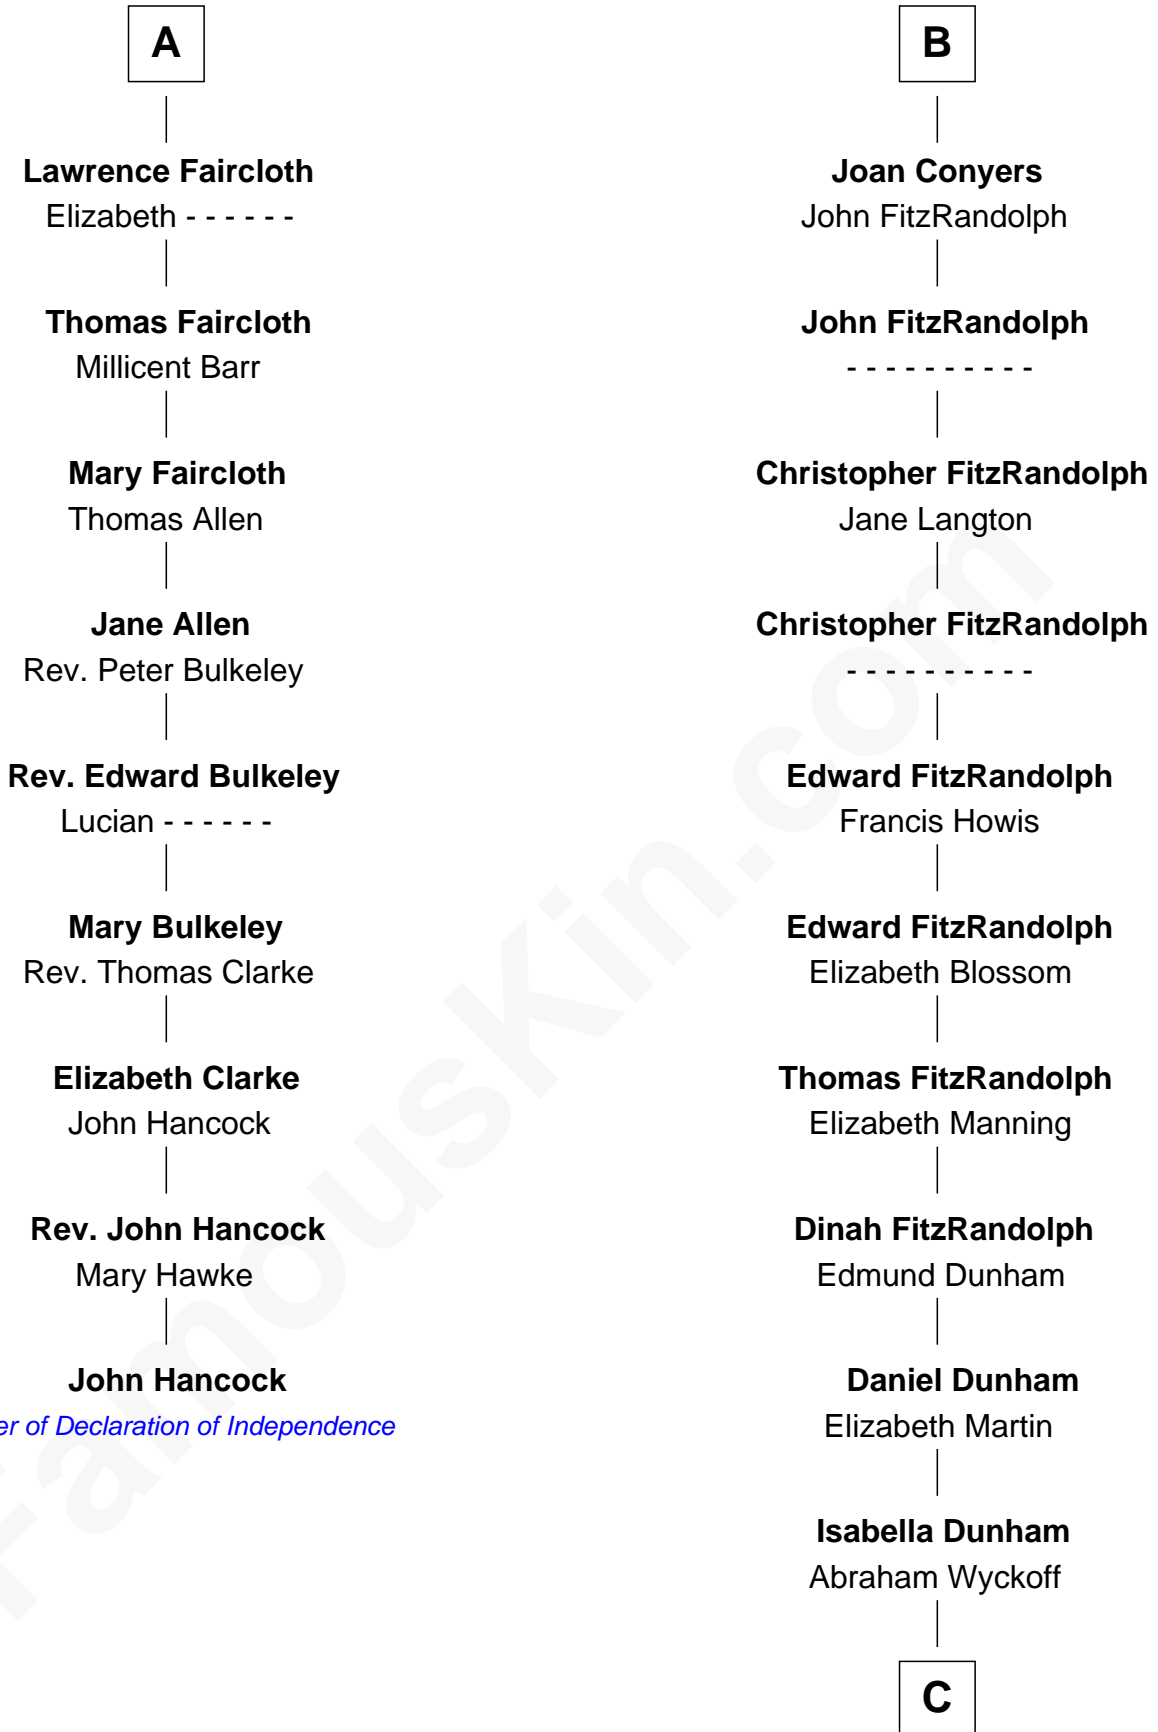 A
Lawrence Faircloth
Elizabeth - - - - - -
Thomas Faircloth
Millicent Barr
Mary Faircloth
Thomas Allen
Jane Allen
Rev. Peter Bulkeley
Rev. Edward Bulkeley
Lucian - - - - - -
Mary Bulkeley
Rev. Thomas Clarke
Elizabeth Clarke
John Hancock
Rev. John Hancock
Mary Hawke
John Hancock
of Declaration of Independence
B
Joan Conyers
John FitzRandolph
John FitzRandolph
- - - - - - - - - -
Christopher FitzRandolph
Jane Langton
Christopher FitzRandolph
- - - - - - - - - -
Edward FitzRandolph
Francis Howis
Edward FitzRandolph
Elizabeth Blossom
Thomas FitzRandolph
Elizabeth Manning
Dinah FitzRandolph
Edmund Dunham
Daniel Dunham
Elizabeth Martin
Isabella Dunham
Abraham Wyckoff
C
FamousKin.com